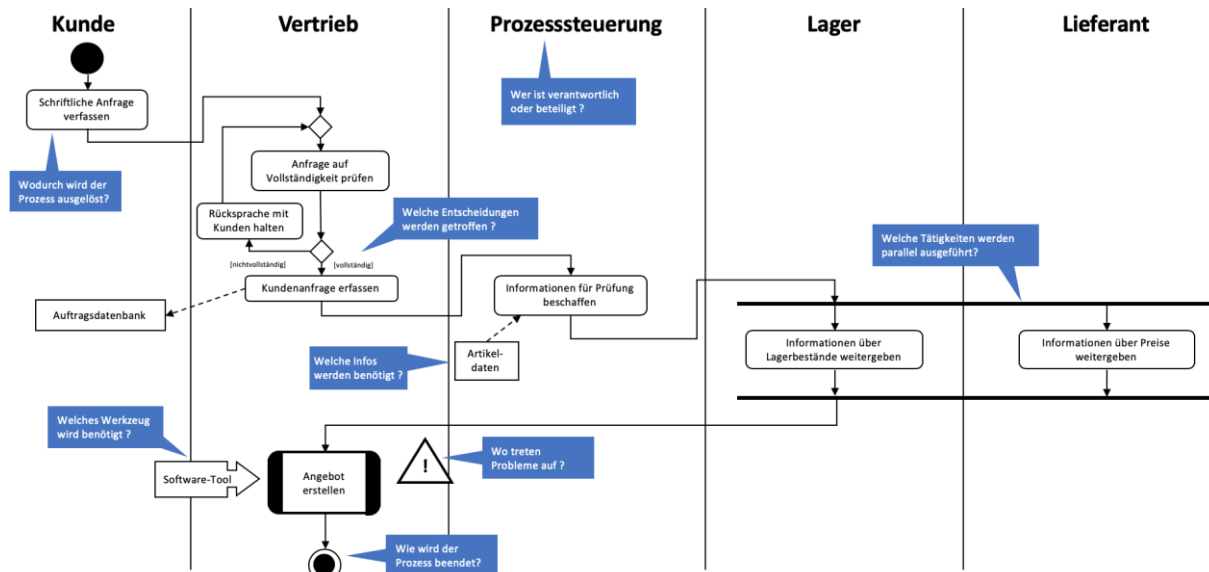 Kunde
Vertrieb
Prozesssteuerung
Lager
Lieferant
Schriftliche Anfrage
verfassen
Wodurch wird der
Prozess ausgelöst?
Anfrage auf
Vollständigkeit prüfen
Rücksprache mit
Kunden halten
[nichtvollständig]
[vollständig]
Welche Entscheidungen
werden getroffen ?
Kundenanfrage erfassen
Auftragsdatenbank
Wer ist verantwortlich
oder beteiligt ?
Informationen für Prüfung
beschaffen
Welche Infos
werden benötigt ?
Artikel-
daten
Welche Tätigkeiten werden
parallel ausgeführt?
Informationen über
Lagerbestände weitergeben
Informationen über Preise
weitergeben
Welches Werkzeug
wird benötigt ?
Software-Tool
Angebot
erstellen
!
Wo treten
Probleme auf ?
Wie wird der
Prozess beendet?